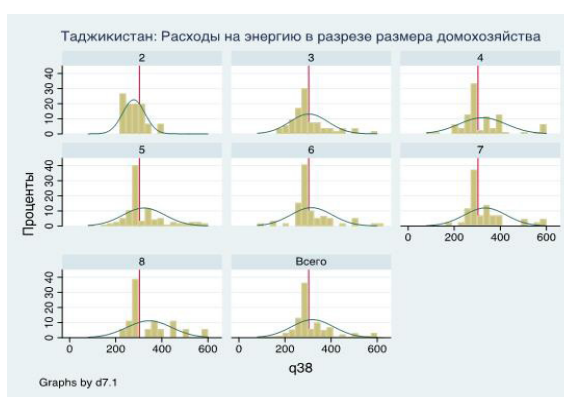 Таджикистан: Расходы на энергию в разрезе размера домохозяйства
2 3 4
0 10 20 30 40
5 6 7
0 10 20 30 40
0 200 400 600
8 Всего
0 10 20 30 40
0 200 400 600 0 200 400 600
Проценты
q38
Graphs by d7.1